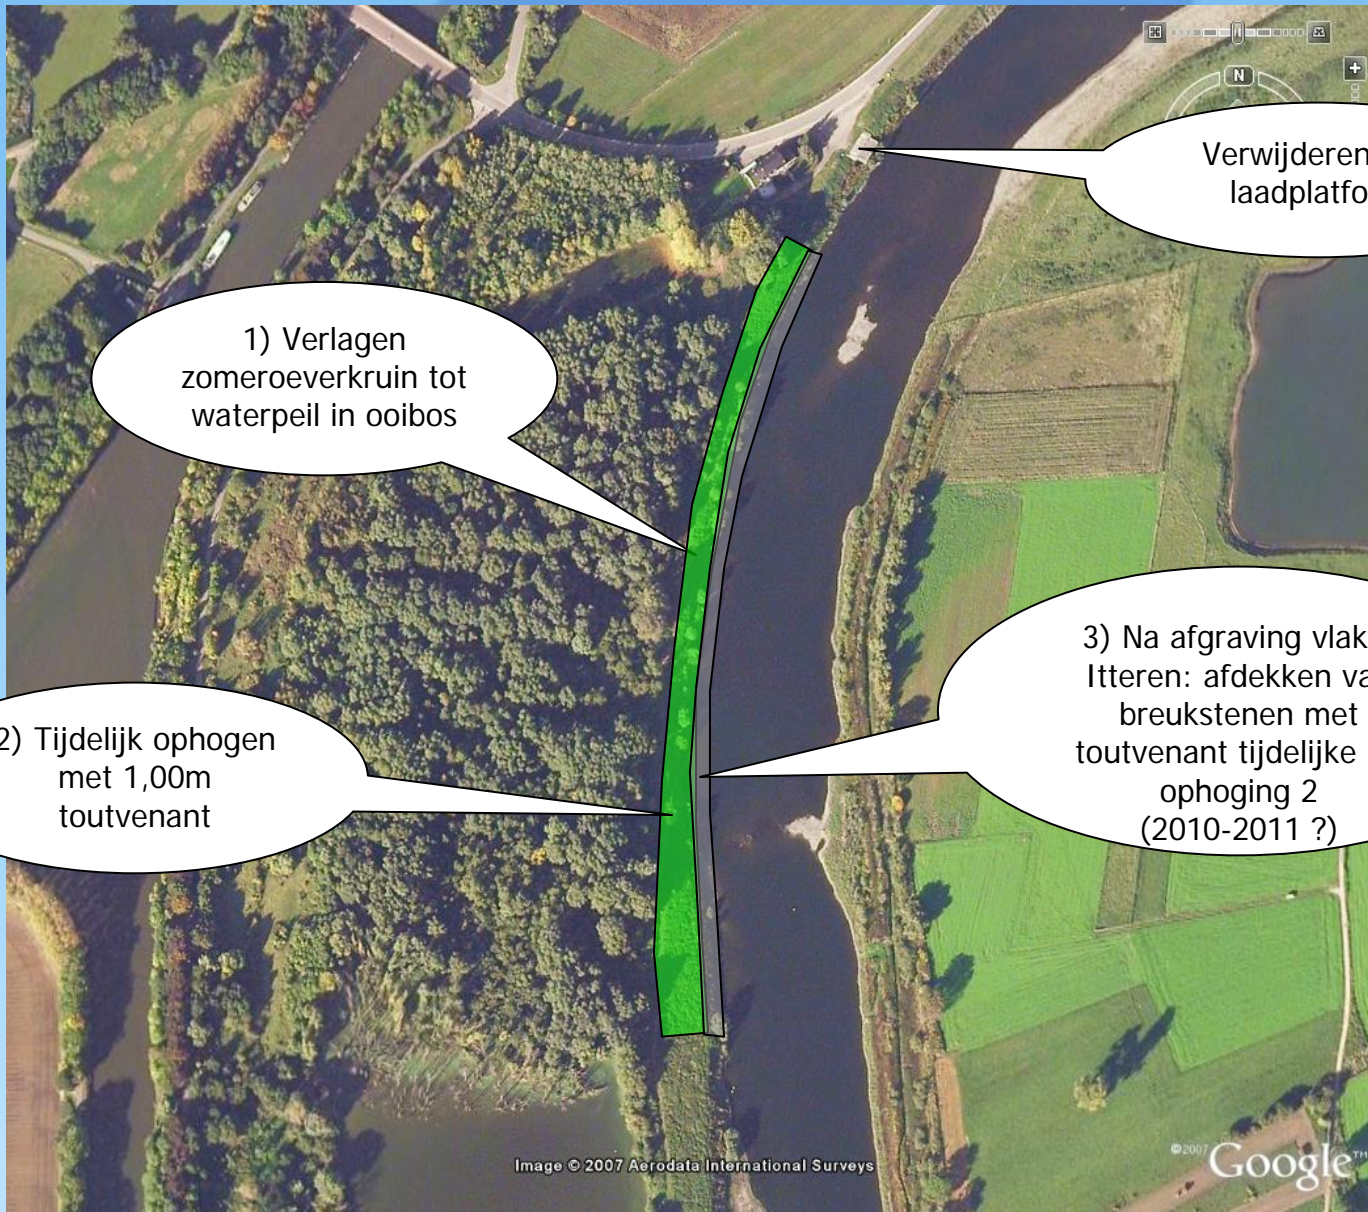 N
Verwijderen
laadplatfo
1) Verlagen
zomeroeverkruin tot
waterpeil in ooibos
3) Na afgraving vlak
Itteren: afdekken va
breukstenen met
toutvenant tijdelijke
ophoging 2
(2010-2011 ?)
2) Tijdelijk ophogen
met 1,00m
toutvenant
Image © 2007 Aerodata International Surveys
©2007 Google™